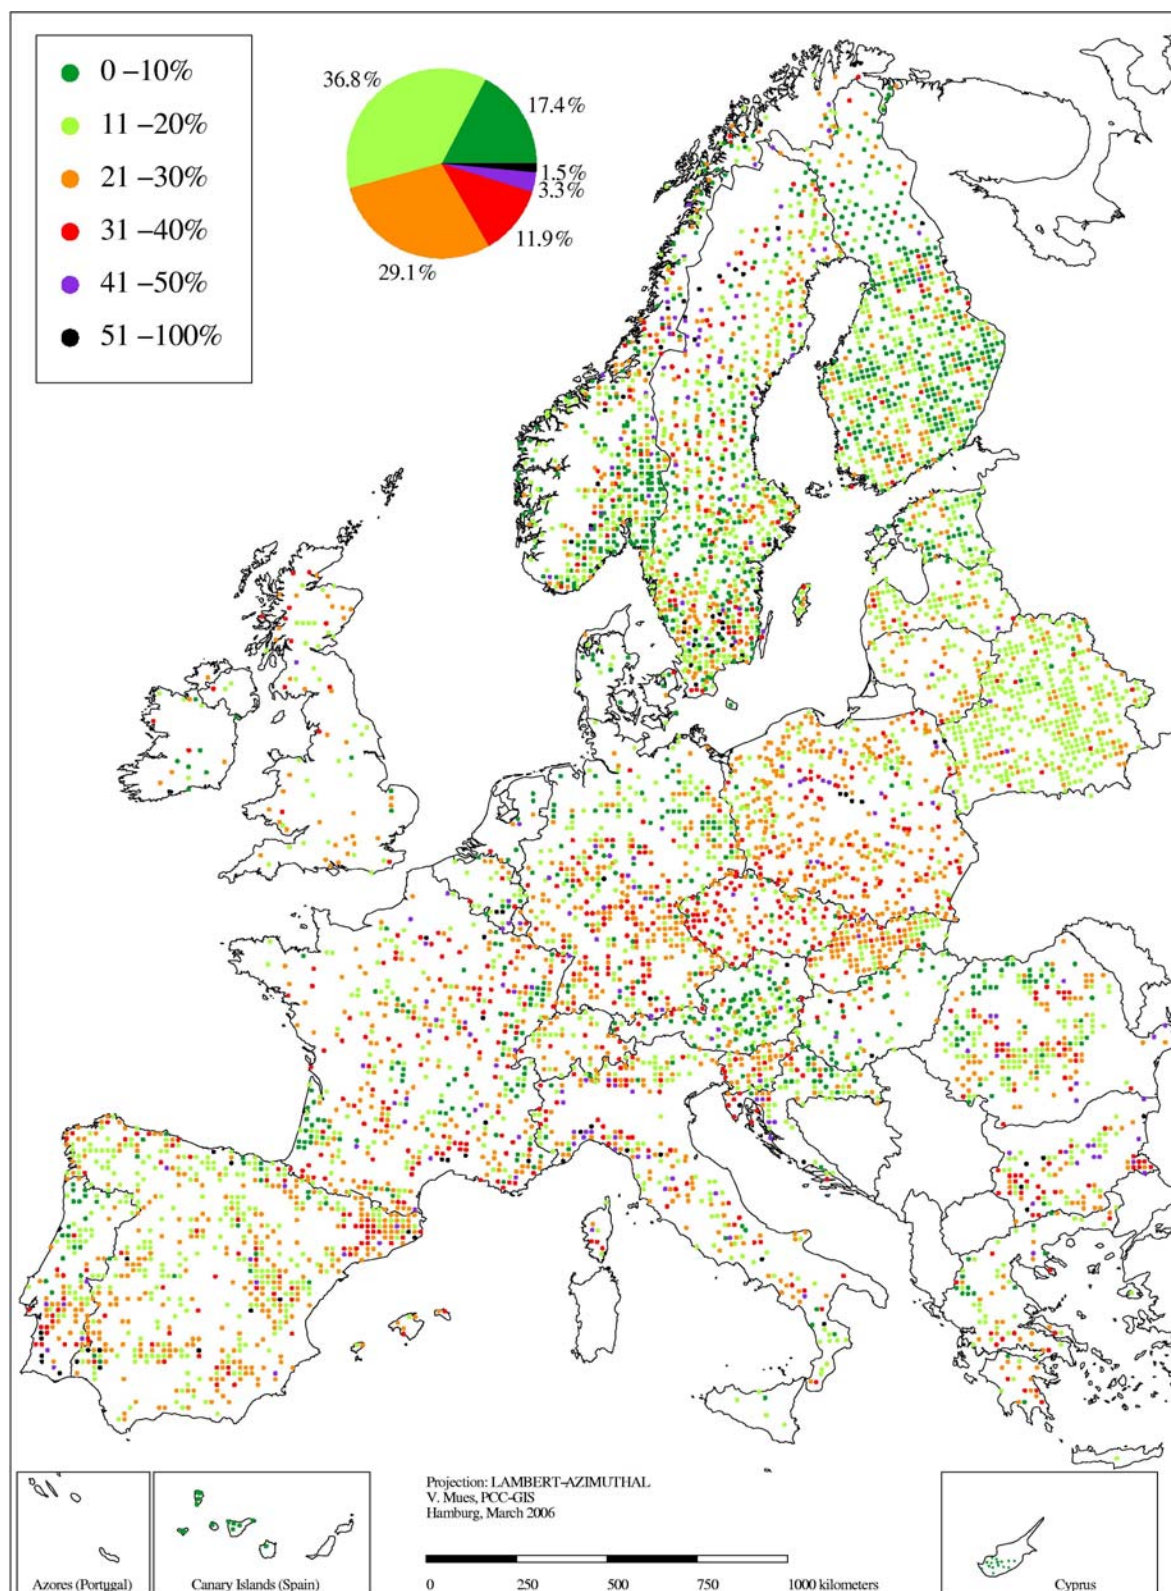 0 –10%
11 –20%
21 –30%
31 –40%
41 –50%
51 –100%
36.8%
17.4%
1.5%
3.3%
11.9%
29.1%
Projection: LAMBERT–AZIMUTHAL
V. Mues, PCC–GIS
Hamburg, March 2006
Azores (Portugal)
Canary Islands (Spain)
0 250 500 750 1000 kilometers
Cyprus